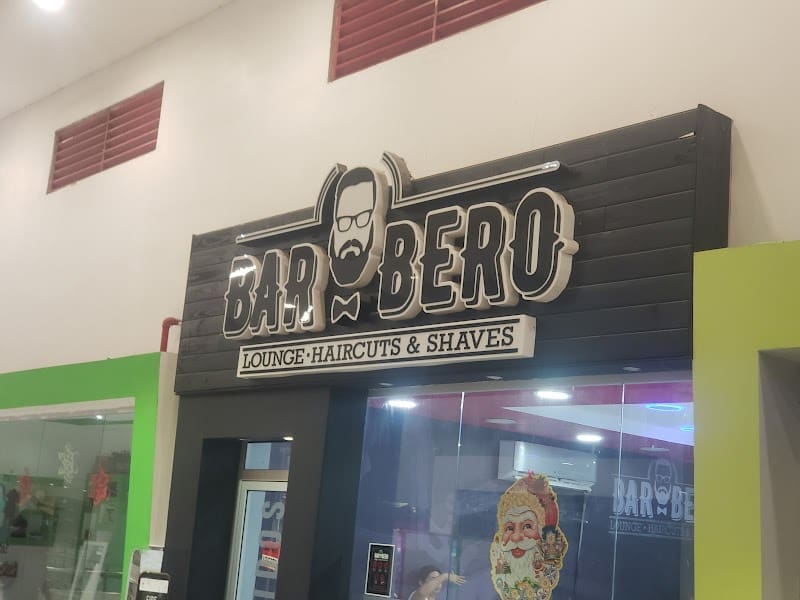 BAR BERO
LOUNGE • HAIRCUTS & SHAVES
BAR BE
LOUNGE • HAIRCUTS